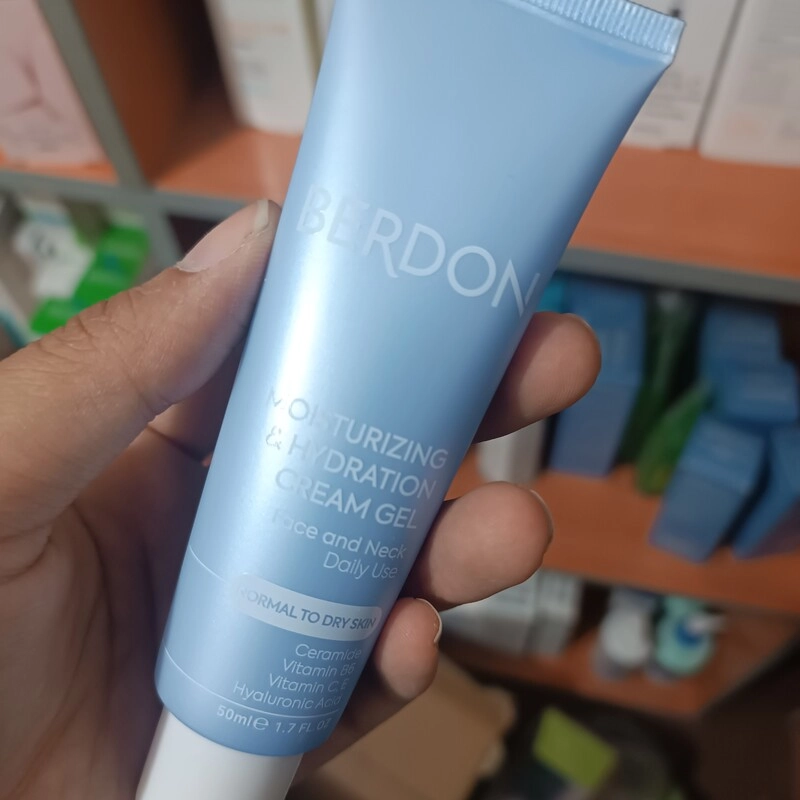 BERDON
MOISTURIZING
& HYDRATION
CREAM GEL
Face and Neck
Daily Use
NORMAL TO DRY SKIN
Ceramide
Vitamin B5
Vitamin C, E
Hyaluronic Acid
50ml e 1.7 FL. OZ